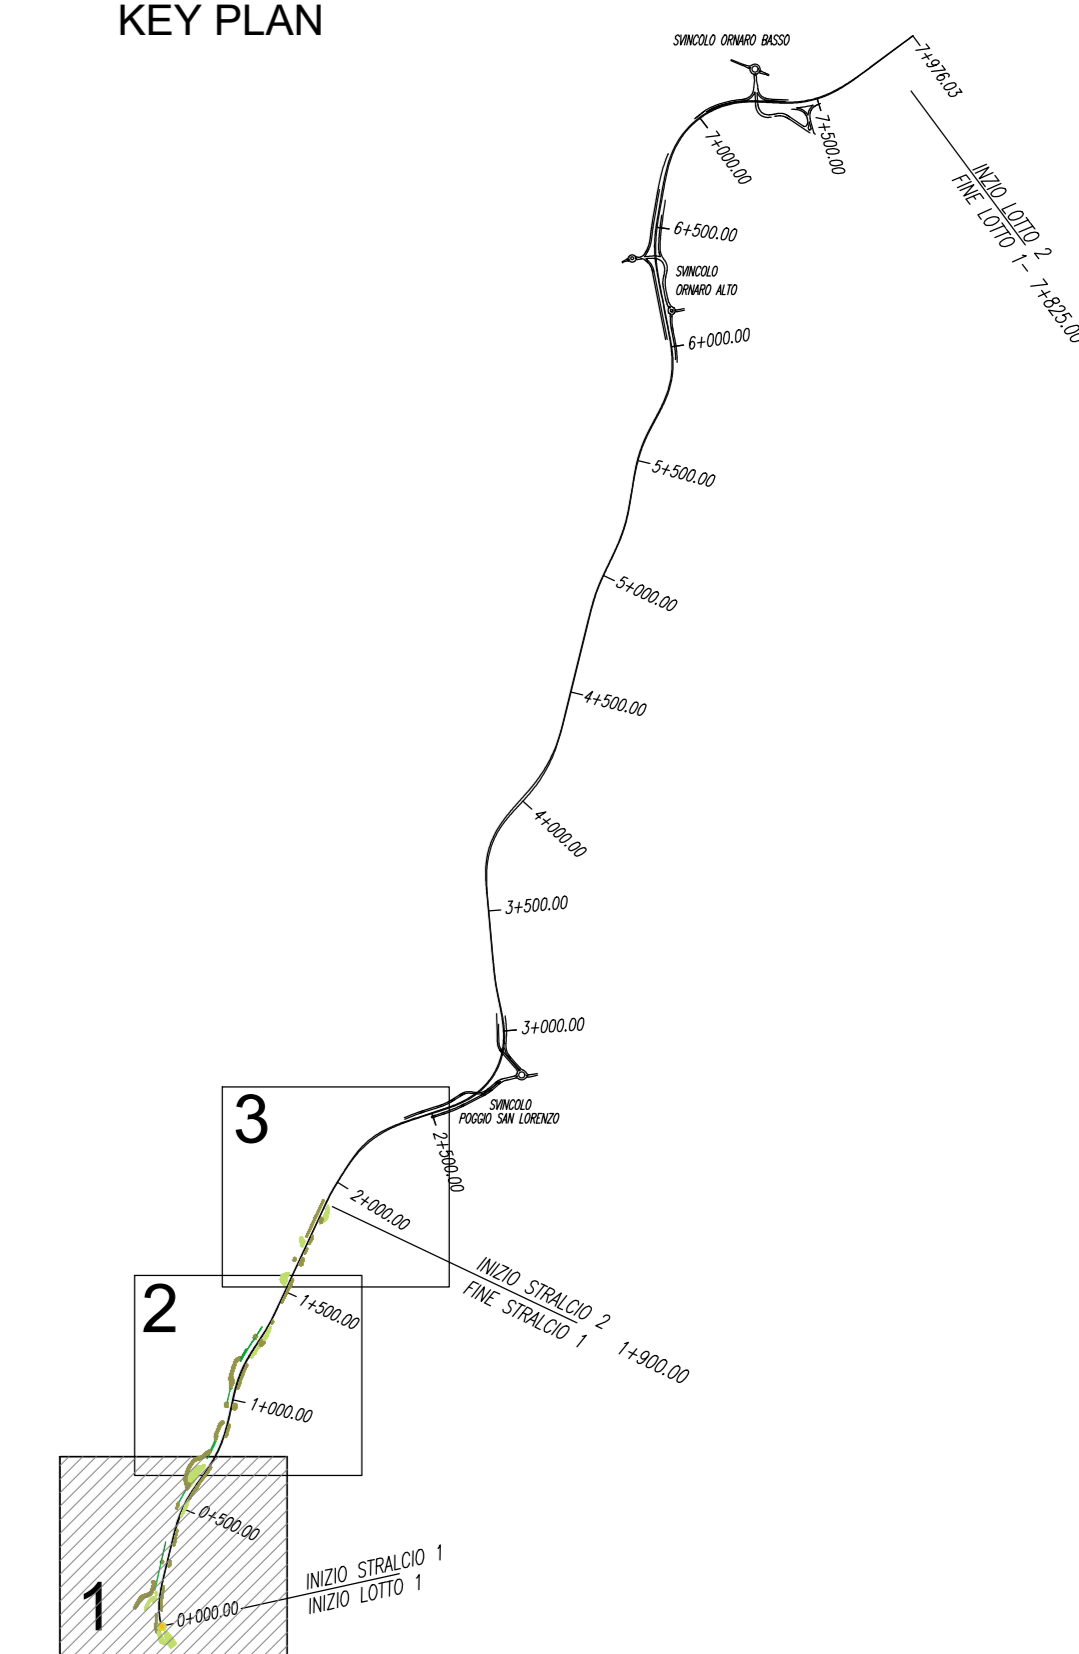 KEY PLAN
SVINCOLO ORNARO BASSO
7+976.03
7+500.00
7+000.00
INZIO LOTTO 2
FINE LOTTO 1- 7+825.00
6+500.00
SVINCOLO
ORNARO ALTO
6+000.00
5+500.00
5+000.00
4+500.00
4+000.00
3+500.00
3+000.00
SVINCOLO
POGGIO SAN LORENZO
3
2+500.00
2+000.00
INIZIO STRALCIO 2
FINE STRALCIO 1 1+900.00
2
1+500.00
1+000.00
0+500.00
INIZIO STRALCIO 1
INIZIO LOTTO 1
1
0+000.00